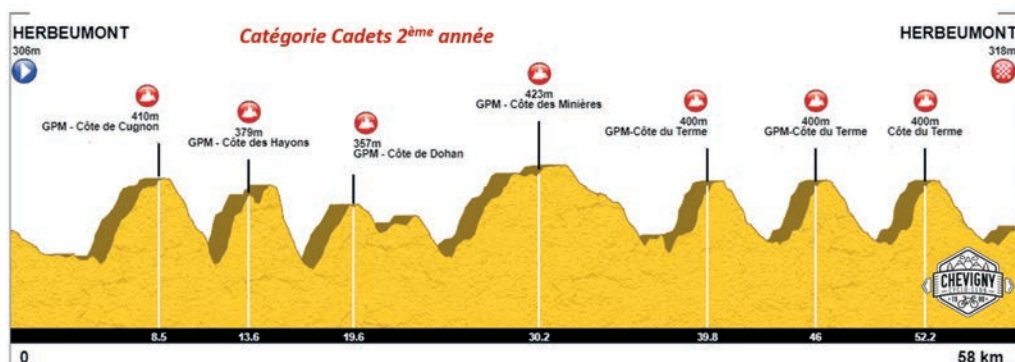 HERBEUMONT
306m
Catégorie Cadets 2ème année
HERBEUMONT
318m
410m
GPM - Côte de Cugnon
379m
GPM - Côte des Hayons
357m
GPM - Côte de Dohan
423m
GPM - Côte des Minières
400m
GPM-Côte du Terme
400m
GPM-Côte du Terme
400m
Côte du Terme
CHEVIGNY
8.5 13.6 19.6 30.2 39.8 46 52.2
0 58 km